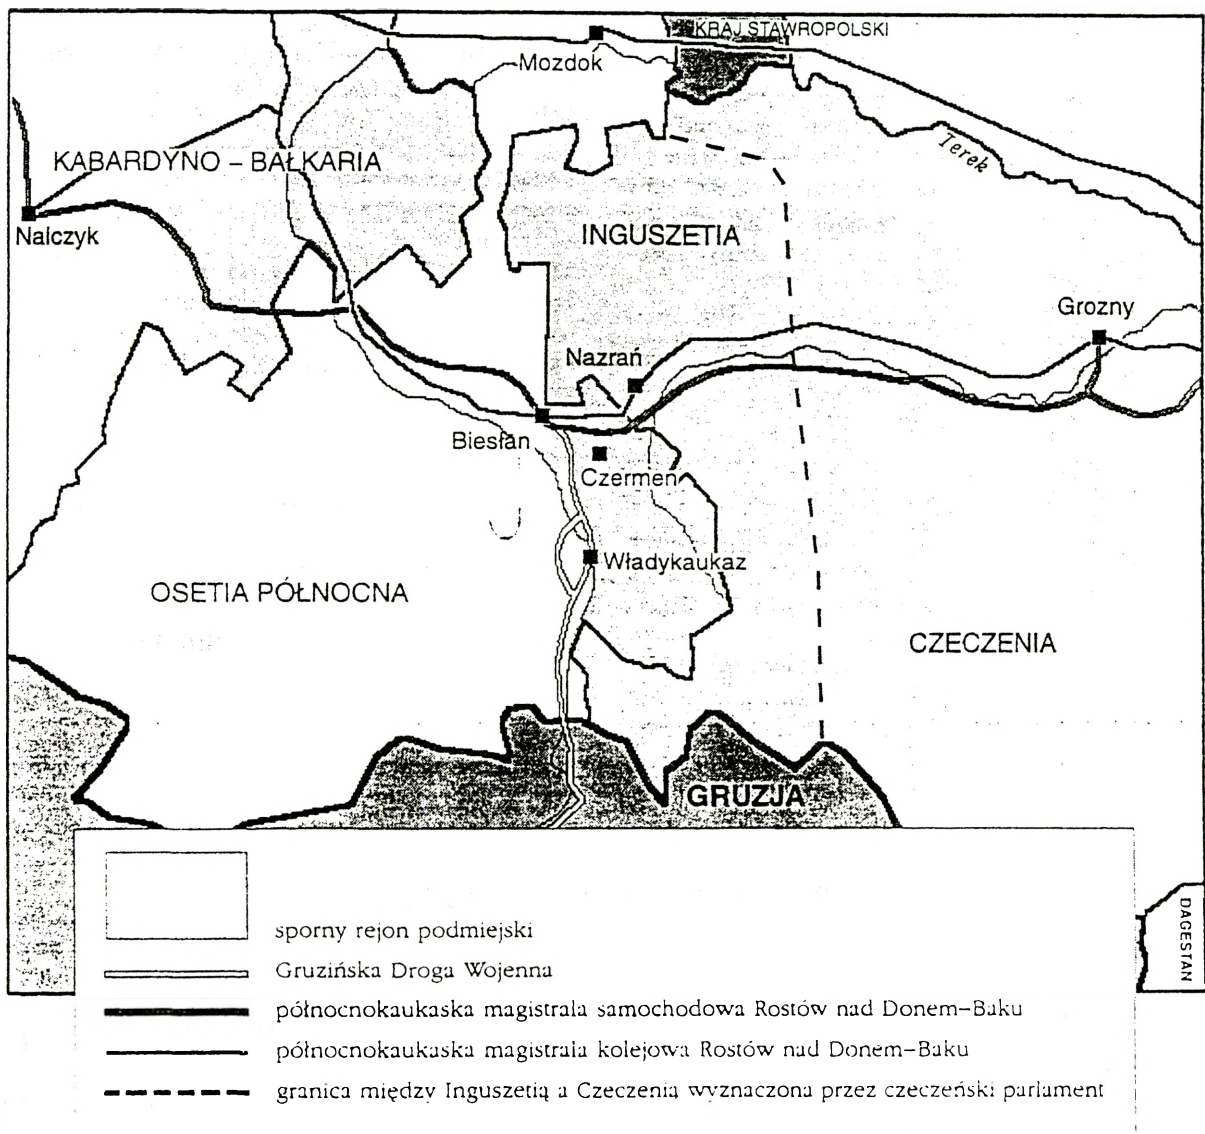 KRAJ STAWROPOLSKI
Mozdok
Terek
KABARDYNO – BAŁKARIA
Nalczyk
INGUSZETIA
Grozny
Nazrań
Biesłan
Czermen
Władykaukaz
OSETIA PÓŁNOCNA
CZECZENIA
GRUZJA
DAGESTAN
sporny rejon podmiejski
Gruzińska Droga Wojenna
północnokaukaska magistrala samochodowa Rostów nad Donem–Baku
północnokaukaska magistrala kolejowa Rostów nad Donem–Baku
granica między Inguszetią a Czeczenią wyznaczona przez czeczeński parlament